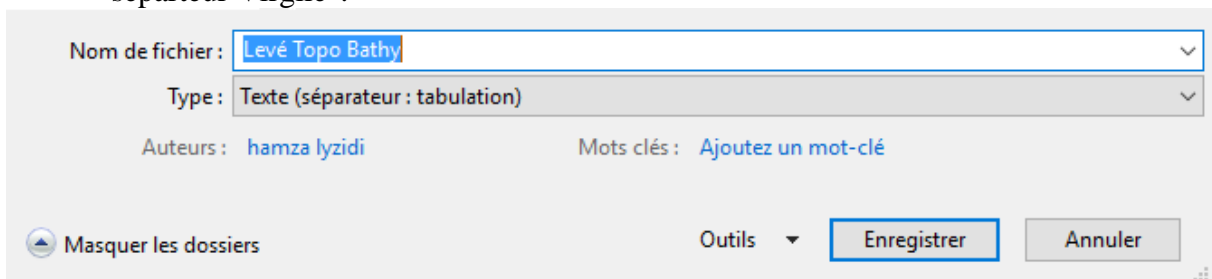 Nom de fichier : Levé Topo Bathy
Type : Texte (séparateur : tabulation)
Auteurs : hamza lyzidi Mots clés : Ajoutez un mot-clé
Masquer les dossiers Outils Enregistrer Annuler